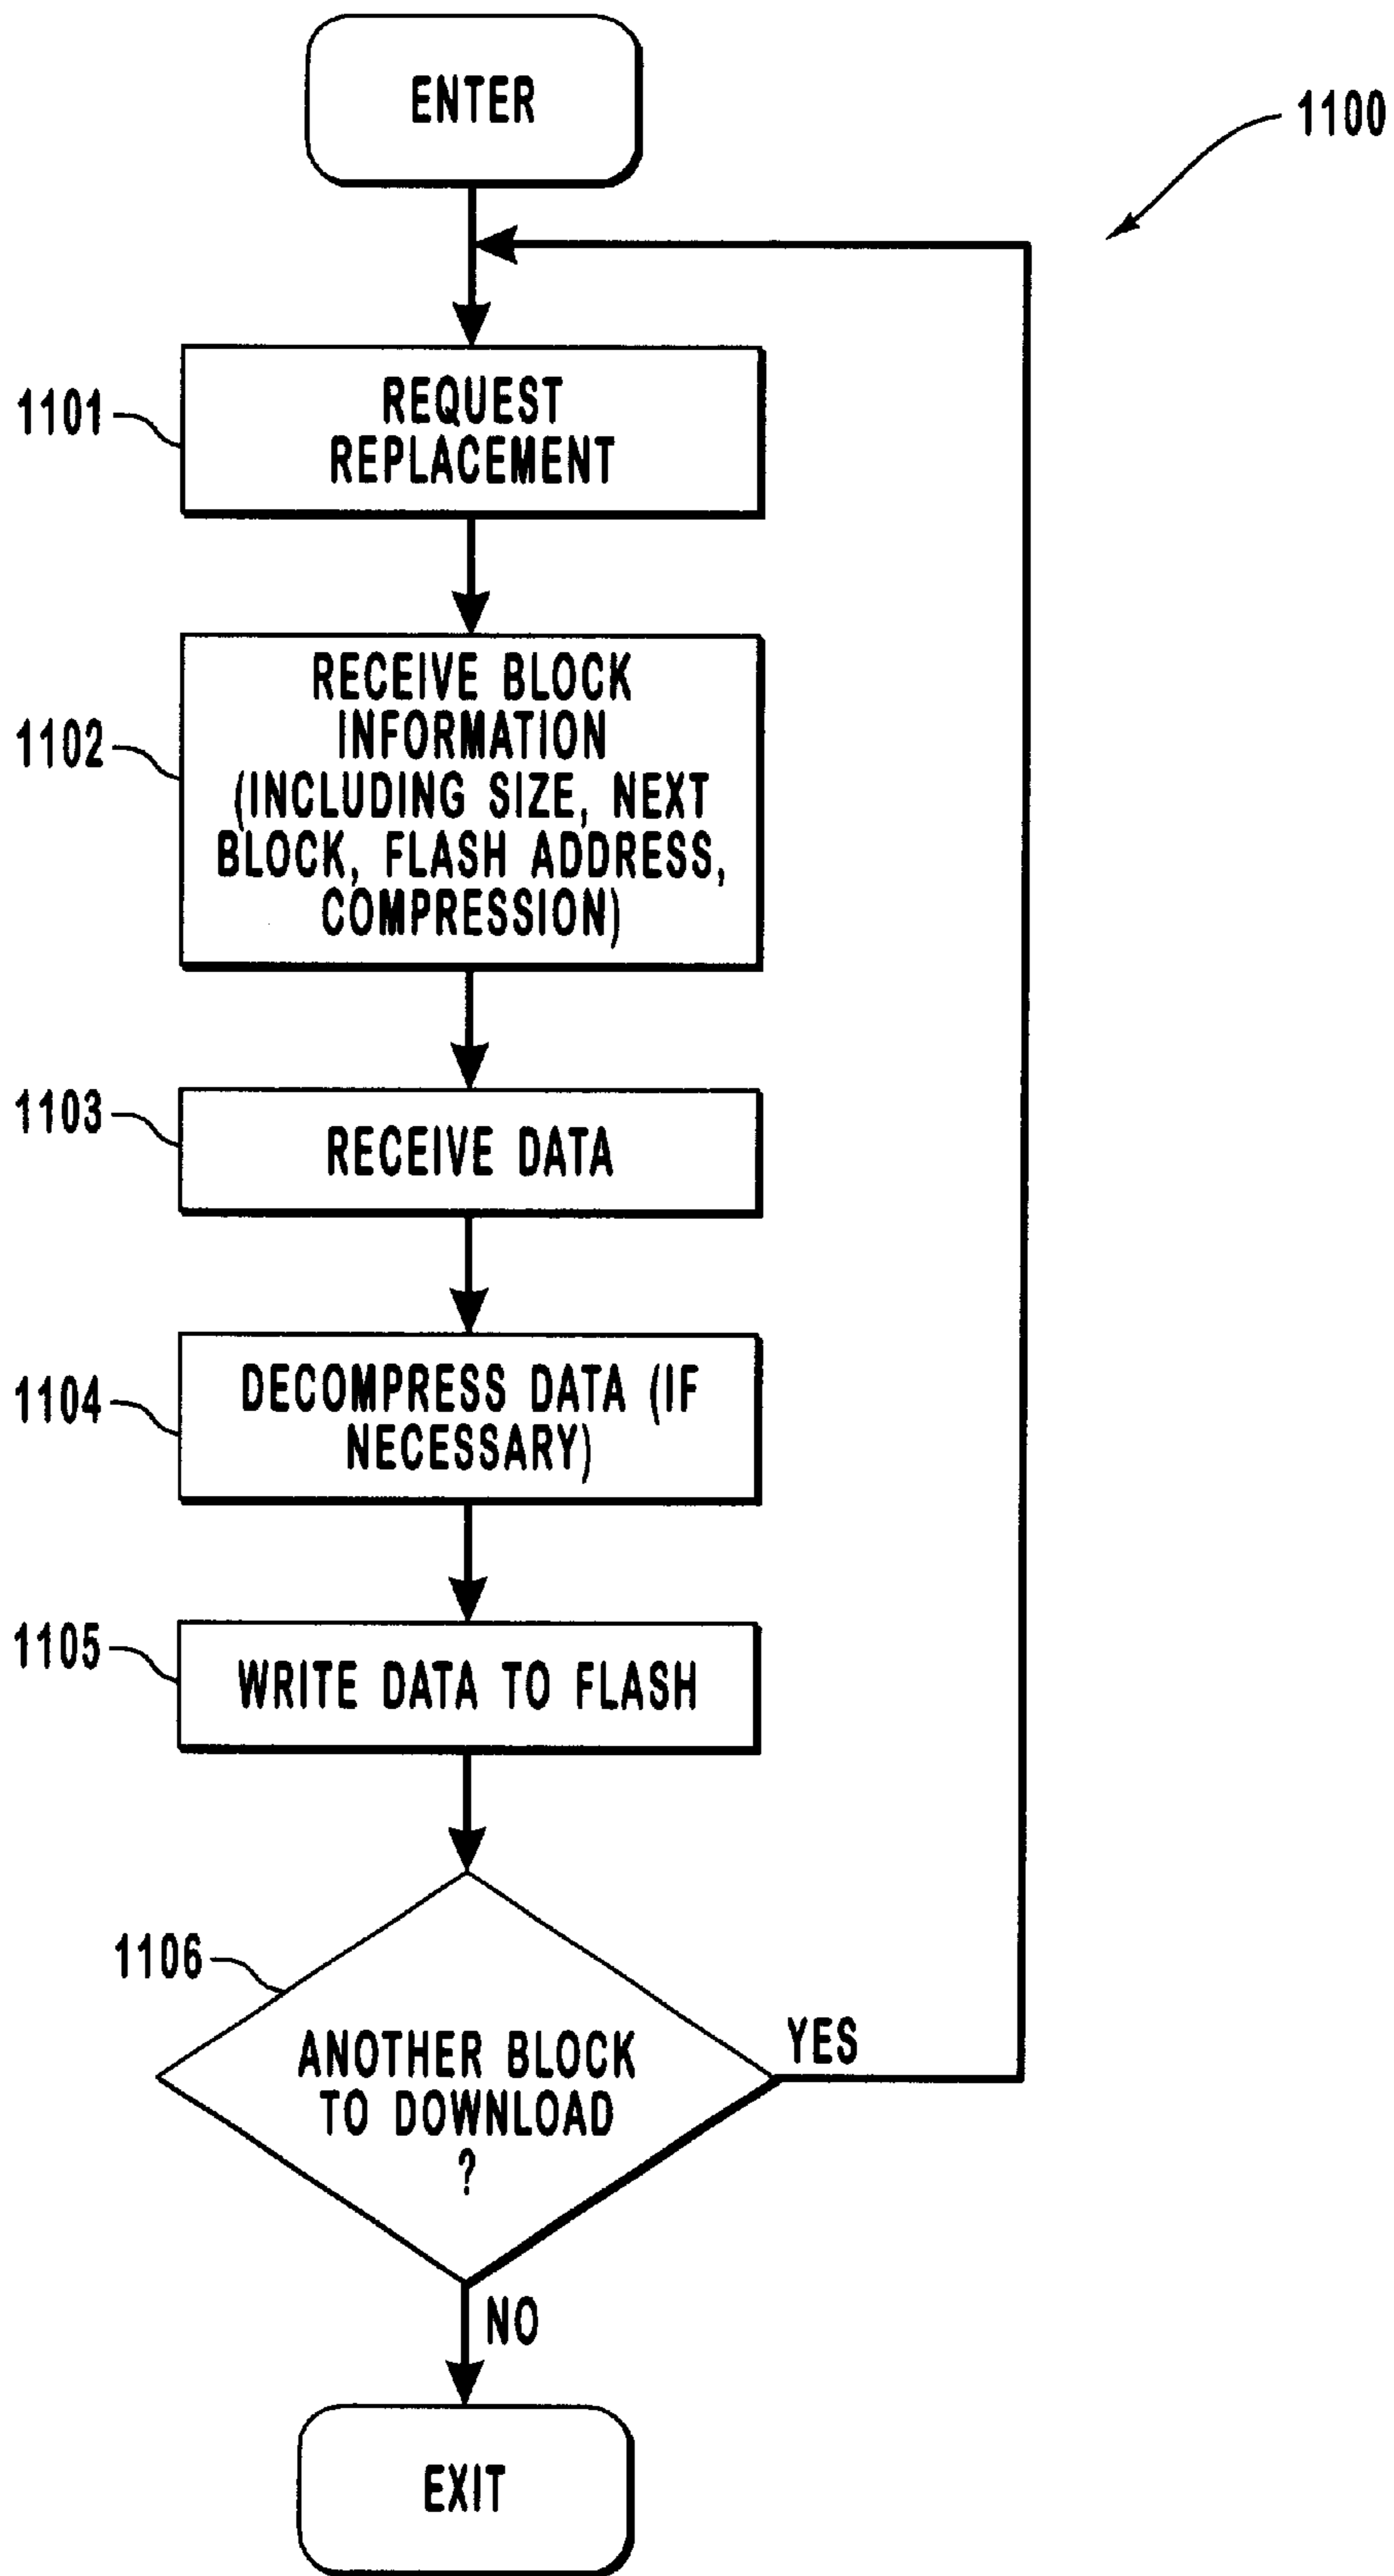 ENTER
1100
1101
REQUEST
REPLACEMENT
1102
RECEIVE BLOCK
INFORMATION
(INCLUDING SIZE, NEXT
BLOCK, FLASH ADDRESS,
COMPRESSION)
1103
RECEIVE DATA
1104
DECOMPRESS DATA (IF
NECESSARY)
1105
WRITE DATA TO FLASH
1106
ANOTHER BLOCK
TO DOWNLOAD
?
YES
NO
EXIT